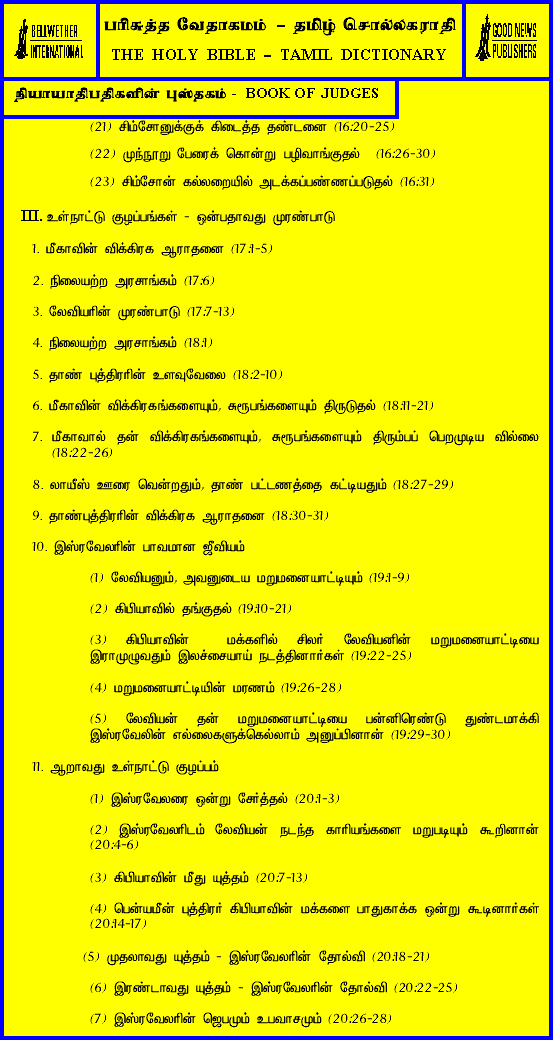 BELLWETHER
INTERNATIONAL
பரிசுத்த வேதாகமம் – தமிழ் சொல்லகராதி
THE HOLY BIBLE – TAMIL DICTIONARY
GOOD NEWS
PUBLISHERS
நியாயாதிபதிகளின் புஸ்தகம் - BOOK OF JUDGES
(21) சிம்சோனுக்குக் கிடைத்த தண்டனை (16:20-25)
(22) முந்நூறு பேரைக் கொன்று பழிவாங்குதல் (16:26-30)
(23) சிம்சோன் கல்லறையில் அடக்கப்பண்ணப்படுதல் (16:31)
III. உள்நாட்டு குழப்பங்கள் - ஒன்பதாவது முரண்பாடு
1. மீகாவின் விக்கிரக ஆராதனை (17:1-5)
2. நிலையற்ற அரசாங்கம் (17:6)
3. லேவியரின் முரண்பாடு (17:7-13)
4. நிலையற்ற அரசாங்கம் (18:1)
5. தாண் புத்திரரின் உளவுவேலை (18:2-10)
6. மீகாவின் விக்கிரகங்களையும், சுரூபங்களையும் திருடுதல் (18:11-21)
7. மீகாவால் தன் விக்கிரகங்களையும், சுரூபங்களையும் திரும்பப் பெறமுடிய வில்லை
(18:22-26)
8. லாயீஸ் ஊரை வென்றதும், தாண் பட்டணத்தை கட்டியதும் (18:27-29)
9. தாண்புத்திரரின் விக்கிரக ஆராதனை (18:30-31)
10. இஸ்ரவேலரின் பாவமான ஜீவியம்
(1) லேவியனும், அவனுடைய மறுமனையாட்டியும் (19:1-9)
(2) கிபியாவில் தங்குதல் (19:10-21)
(3) கிபியாவின் மக்களில் சிலர் லேவியனின் மறுமனையாட்டியை
இராமுழுவதும் இலச்சையாய் நடத்தினார்கள் (19:22-25)
(4) மறுமனையாட்டியின் மரணம் (19:26-28)
(5) லேவியன் தன் மறுமனையாட்டியை பன்னிரெண்டு துண்டமாக்கி
இஸ்ரவேலின் எல்லைகளுக்கெல்லாம் அனுப்பினான் (19:29-30)
11. ஆறாவது உள்நாட்டு குழப்பம்
(1) இஸ்ரவேலரை ஒன்று சேர்த்தல் (20:1-3)
(2) இஸ்ரவேலரிடம் லேவியன் நடந்த காரியங்களை மறுபடியும் கூறினான்
(20:4-6)
(3) கிபியாவின் மீது யுத்தம் (20:7-13)
(4) பென்யமீன் புத்திரர் கிபியாவின் மக்களை பாதுகாக்க ஒன்று கூடினார்கள்
(20:14-17)
(5) முதலாவது யுத்தம் - இஸ்ரவேலரின் தோல்வி (20:18-21)
(6) இரண்டாவது யுத்தம் - இஸ்ரவேலரின் தோல்வி (20:22-25)
(7) இஸ்ரவேலரின் ஜெபமும் உபவாசமும் (20:26-28)